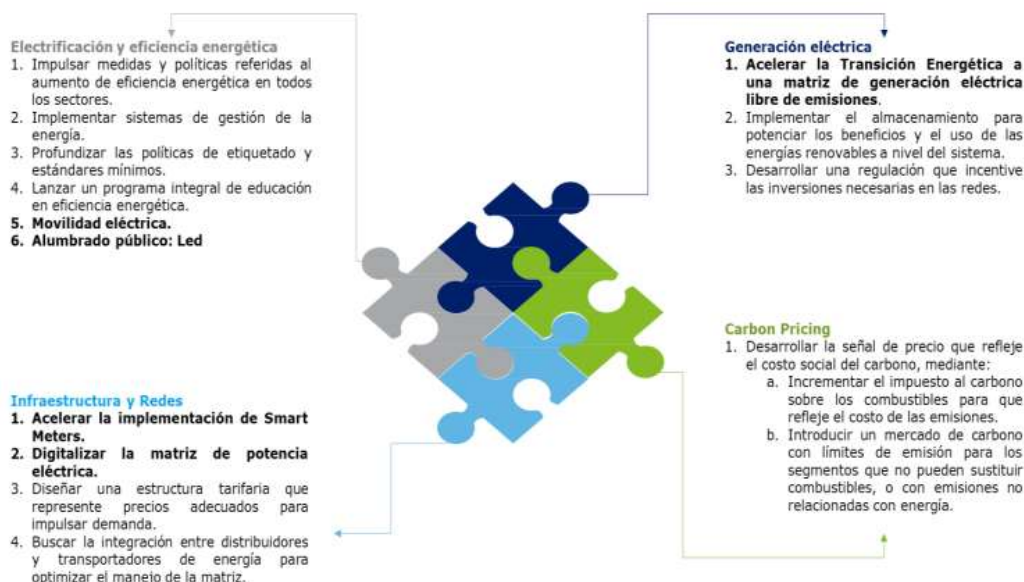 Electrificación y eficiencia energética
1. Impulsar medidas y políticas referidas al
aumento de eficiencia energética en todos
los sectores.
2. Implementar sistemas de gestión de la
energía.
3. Profundizar las políticas de etiquetado y
estándares mínimos.
4. Lanzar un programa integral de educación
en eficiencia energética.
5. Movilidad eléctrica.
6. Alumbrado público: Led
Generación eléctrica
1. Acelerar la Transición Energética a
una matriz de generación eléctrica
libre de emisiones.
2. Implementar el almacenamiento para
potenciar los beneficios y el uso de las
energías renovables a nivel del sistema.
3. Desarrollar una regulación que incentive
las inversiones necesarias en las redes.
Infraestructura y Redes
1. Acelerar la implementación de Smart
Meters.
2. Digitalizar la matriz de potencia
eléctrica.
3. Diseñar una estructura tarifaria que
represente precios adecuados para
impulsar demanda.
4. Buscar la integración entre distribuidores
y transportadores de energía para
optimizar el manejo de la matriz.
Carbon Pricing
1. Desarrollar la señal de precio que refleje
el costo social del carbono, mediante:
a. Incrementar el impuesto al carbono
sobre los combustibles para que
refleje el costo de las emisiones.
b. Introducir un mercado de carbono
con límites de emisión para los
segmentos que no pueden sustituir
combustibles, o con emisiones no
relacionadas con energía.